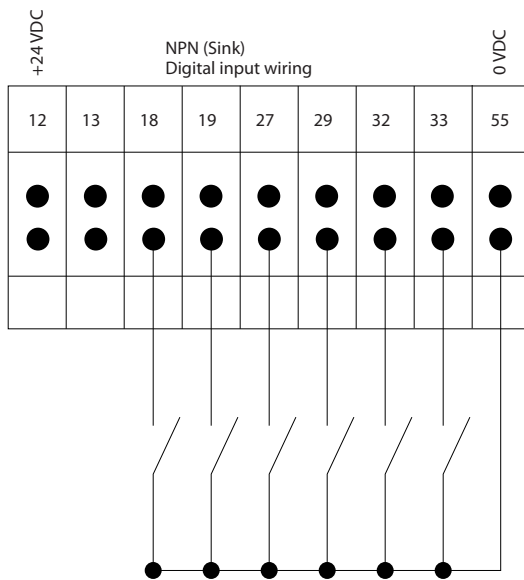 +24 VDC
NPN (Sink)
Digital input wiring
0 VDC
12 13 18 19 27 29 32 33 55